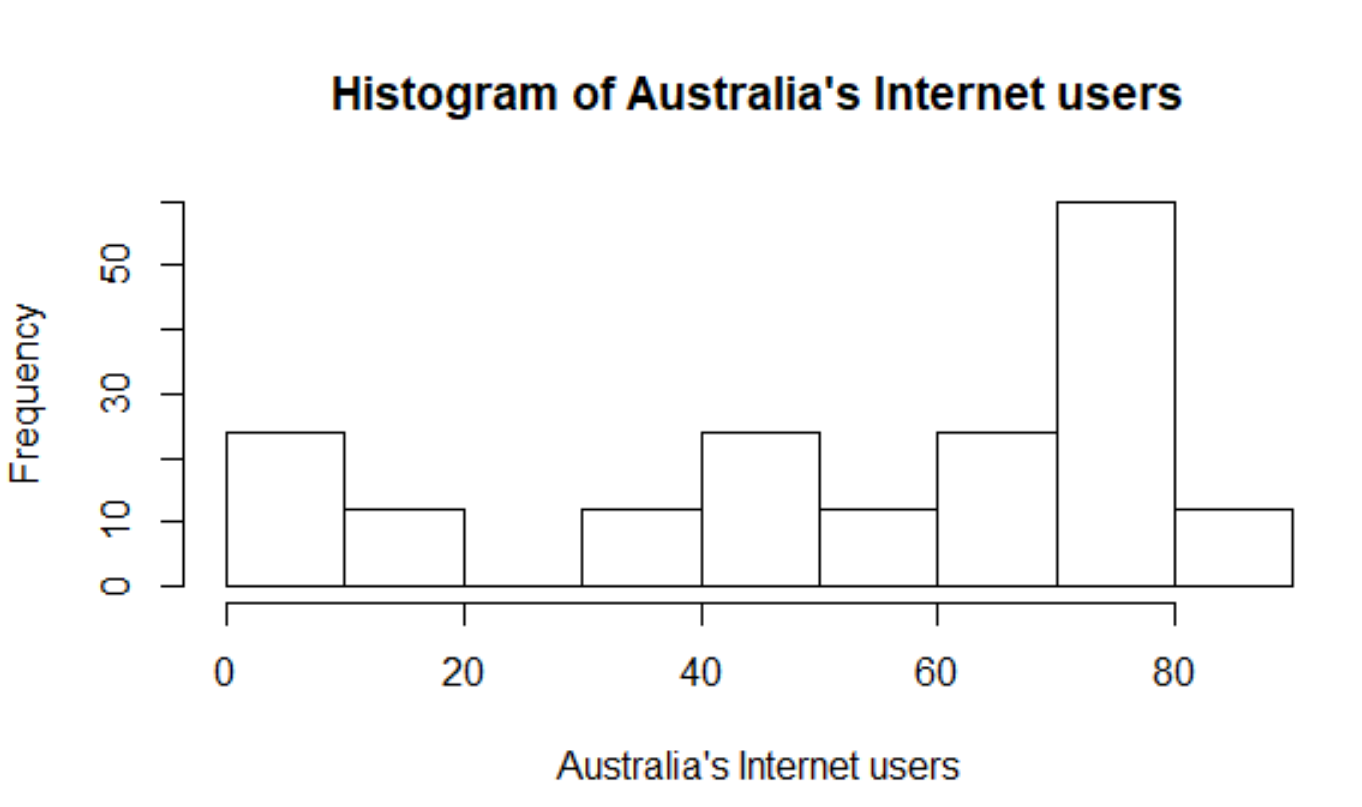 Histogram of Australia's Internet users
50
30
10
0
Frequency
0 20 40 60 80
Australia's Internet users